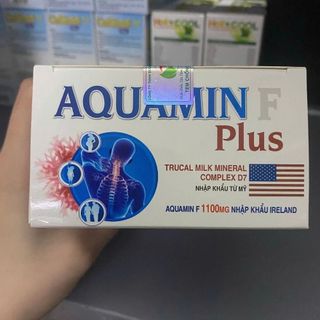 AQUAMIN F
Plus
TRUCAL MILK MINERAL
COMPLEX D7
NHẬP KHẨU TỪ MỸ
AQUAMIN F 1100MG NHẬP KHẨU IRELAND